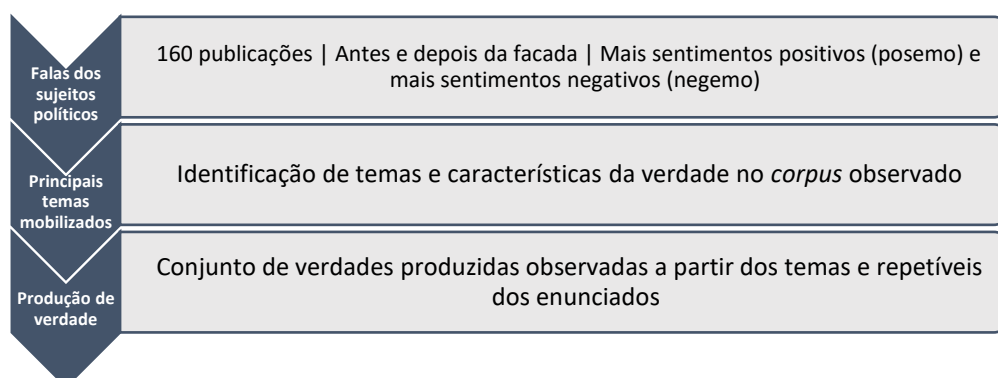 Falas dos
sujeitos
políticos
160 publicações | Antes e depois da facada | Mais sentimentos positivos (posemo) e
mais sentimentos negativos (negemo)
Principais
temas
mobilizados
Identificação de temas e características da verdade no corpus observado
Produção de
verdade
Conjunto de verdades produzidas observadas a partir dos temas e repetíveis
dos enunciados